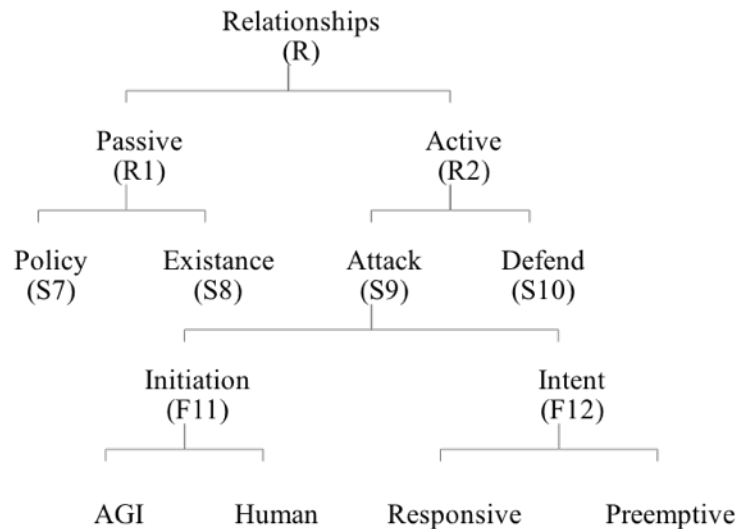 Relationships
(R)
Passive
(R1)
Active
(R2)
Policy
(S7)
Existance
(S8)
Attack
(S9)
Defend
(S10)
Initiation
(F11)
Intent
(F12)
AGI
Human
Responsive
Preemptive